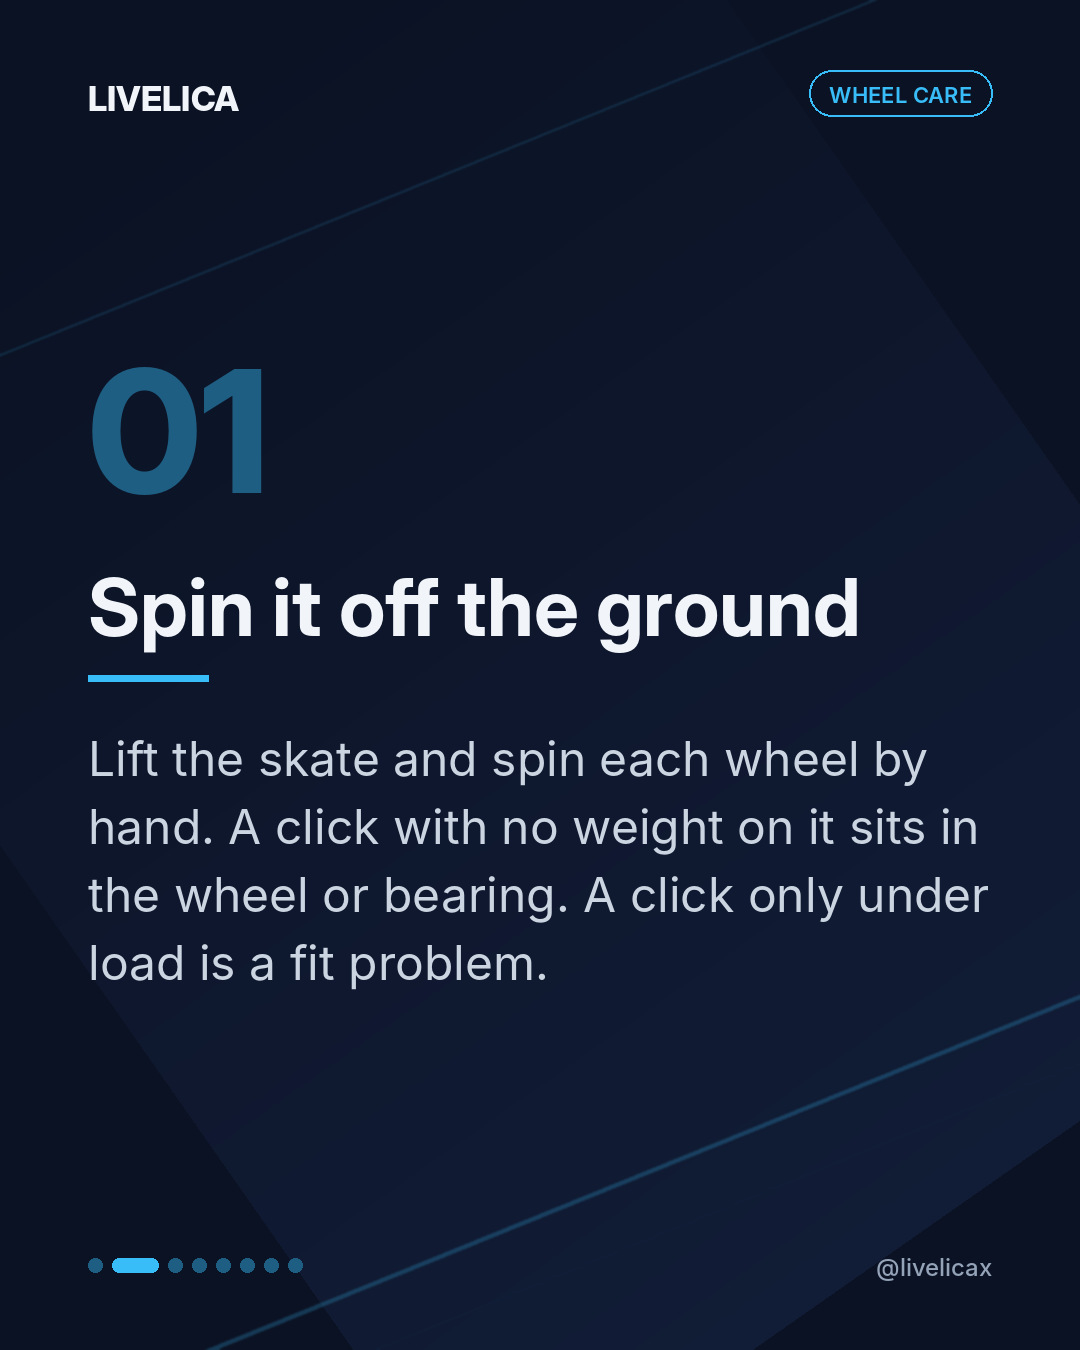 LIVELICA
WHEEL CARE
01
Spin it off the ground
Lift the skate and spin each wheel by
hand. A click with no weight on it sits in
the wheel or bearing. A click only under
load is a fit problem.
@livelicax